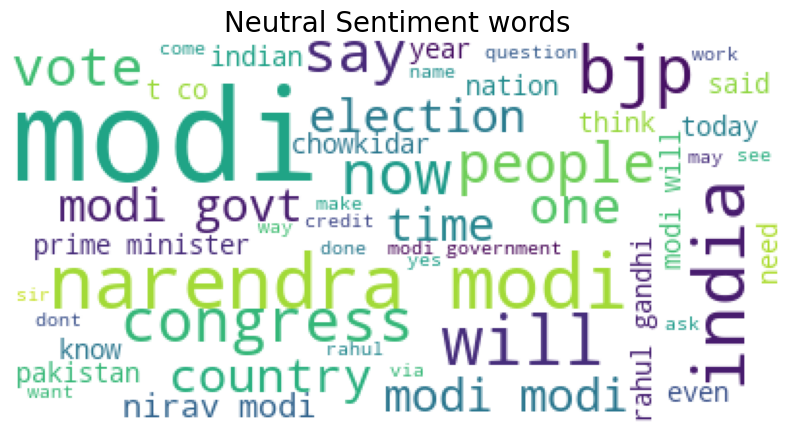 Neutral Sentiment words
come
indian
say
year
question
work
vote
t co
name
nation
bjp
said
modi
election
think
today
chowkidar
now
people
modi will
may
see
modi govt
make
way
credit
time
one
india
need
prime minister
done
modi government
yes
rahul gandhi
sir
narendra modi
dont
congress
will
ask
know
rahul
pakistan
country
via
want
nirav modi
modi modi
even